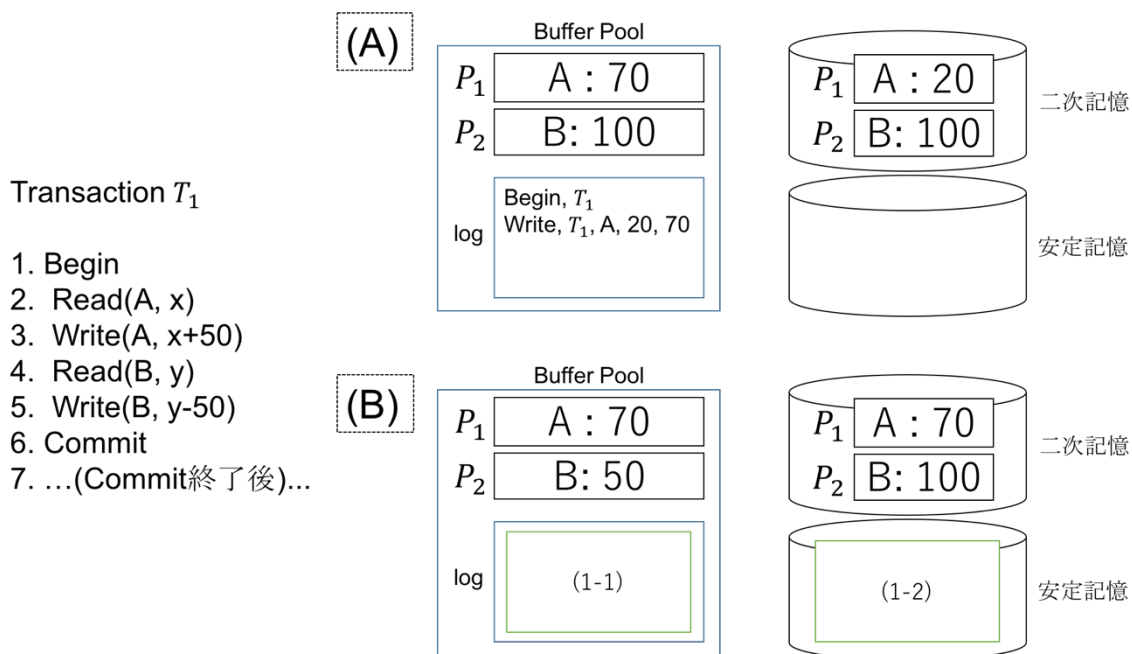 Transaction T₁
1. Begin
2. Read(A, x)
3. Write(A, x+50)
4. Read(B, y)
5. Write(B, y-50)
6. Commit
7. …(Commit終了後)...
(A)
Buffer Pool
P₁ A : 70
P₂ B: 100
log
Begin, T₁
Write, T₁, A, 20, 70
P₁ A : 20
P₂ B: 100
二次記憶
安定記憶
(B)
Buffer Pool
P₁ A : 70
P₂ B: 50
log
(1-1)
P₁ A : 70
P₂ B: 100
二次記憶
(1-2)
安定記憶